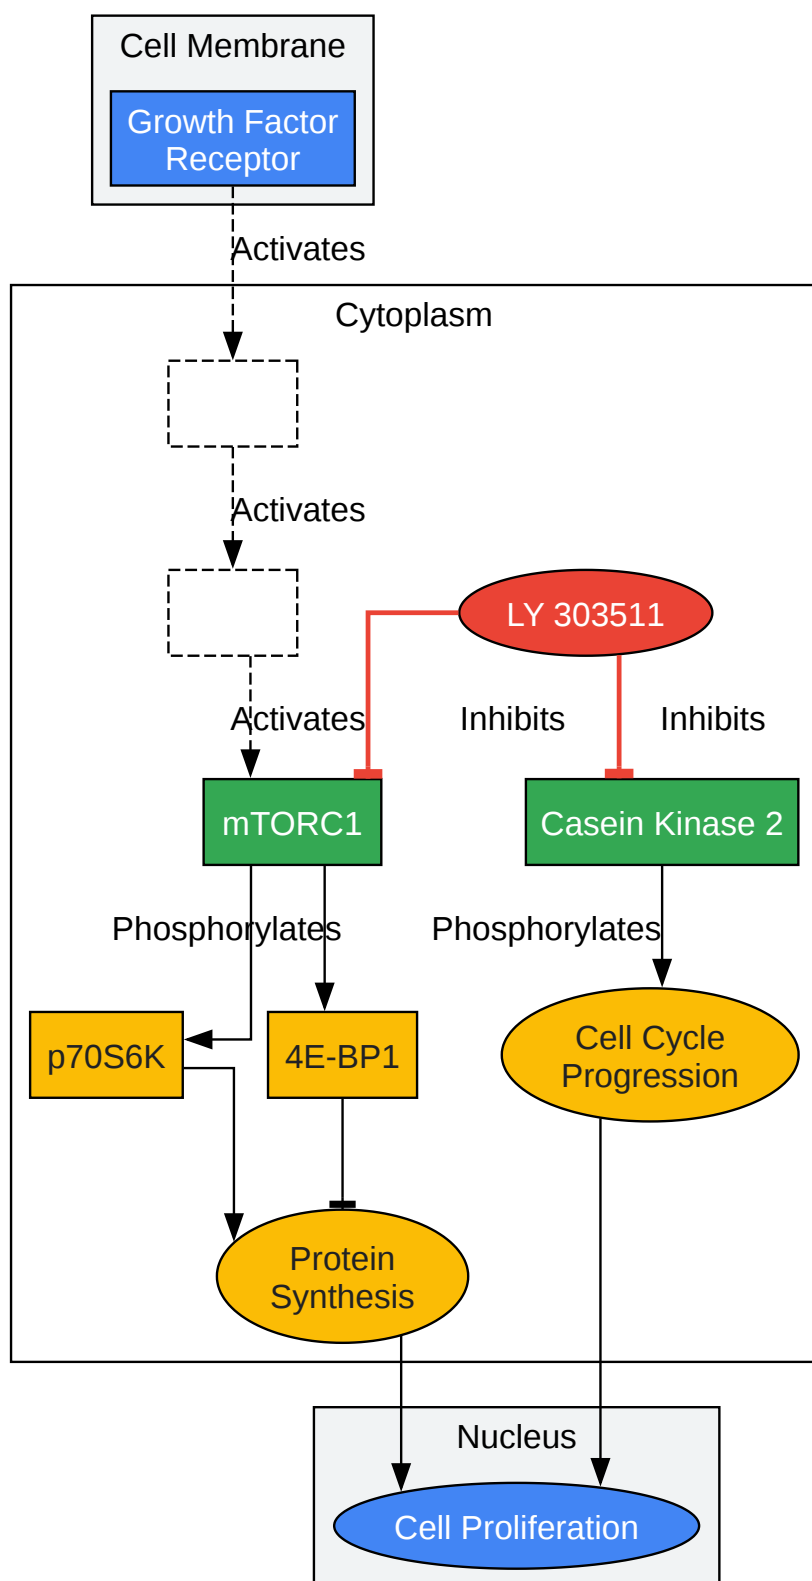 Cell Membrane
Growth Factor
Receptor
Activates
Cytoplasm
Activates
LY 303511
Activates
Inhibits
Inhibits
mTORC1
Casein Kinase 2
Phosphorylates
Phosphorylates
p70S6K
4E-BP1
Cell Cycle
Progression
Protein
Synthesis
Nucleus
Cell Proliferation